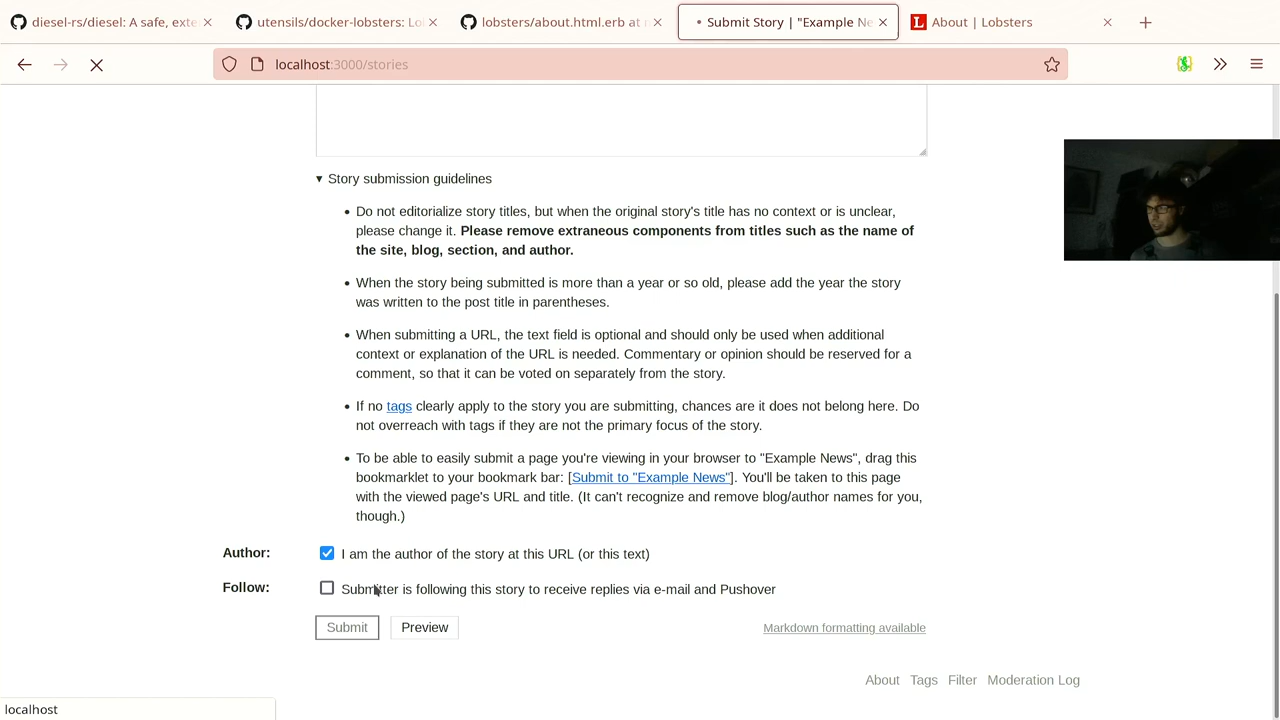 diesel-rs/diesel: A safe, exte
utensils/docker-lobsters: Lo
lobsters/about.html.erb at
Submit Story | "Example Ne
About | Lobsters
localhost:3000/stories
Story submission guidelines
Do not editorialize story titles, but when the original story's title has no context or is unclear,
please change it. Please remove extraneous components from titles such as the name of
the site, blog, section, and author.
When the story being submitted is more than a year or so old, please add the year the story
was written to the post title in parentheses.
When submitting a URL, the text field is optional and should only be used when additional
context or explanation of the URL is needed. Commentary or opinion should be reserved for a
comment, so that it can be voted on separately from the story.
If no tags clearly apply to the story you are submitting, chances are it does not belong here. Do
not overreach with tags if they are not the primary focus of the story.
To be able to easily submit a page you're viewing in your browser to "Example News", drag this
bookmarklet to your bookmark bar: [Submit to "Example News"]. You'll be taken to this page
with the viewed page's URL and title. (It can't recognize and remove blog/author names for you,
though.)
Author: I am the author of the story at this URL (or this text)
Follow: Submitter is following this story to receive replies via e-mail and Pushover
Submit Preview Markdown formatting available
About Tags Filter Moderation Log
localhost